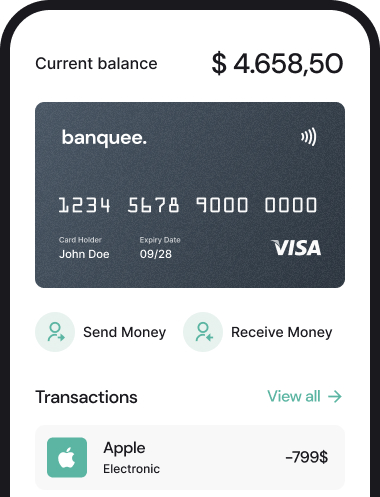 Current balance
$ 4.658,50
banquee.
1234 5678 9000 0000
Card Holder
John Doe
Expiry Date
09/28
VISA
Send Money
Receive Money
Transactions
View all →
Apple
Electronic
-799$